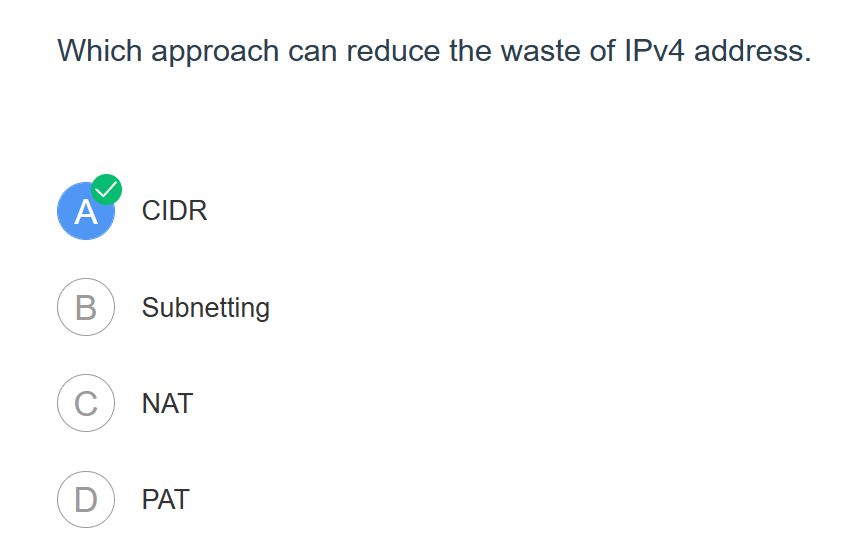 Which approach can reduce the waste of IPv4 address.
A CIDR
B Subnetting
C NAT
D PAT